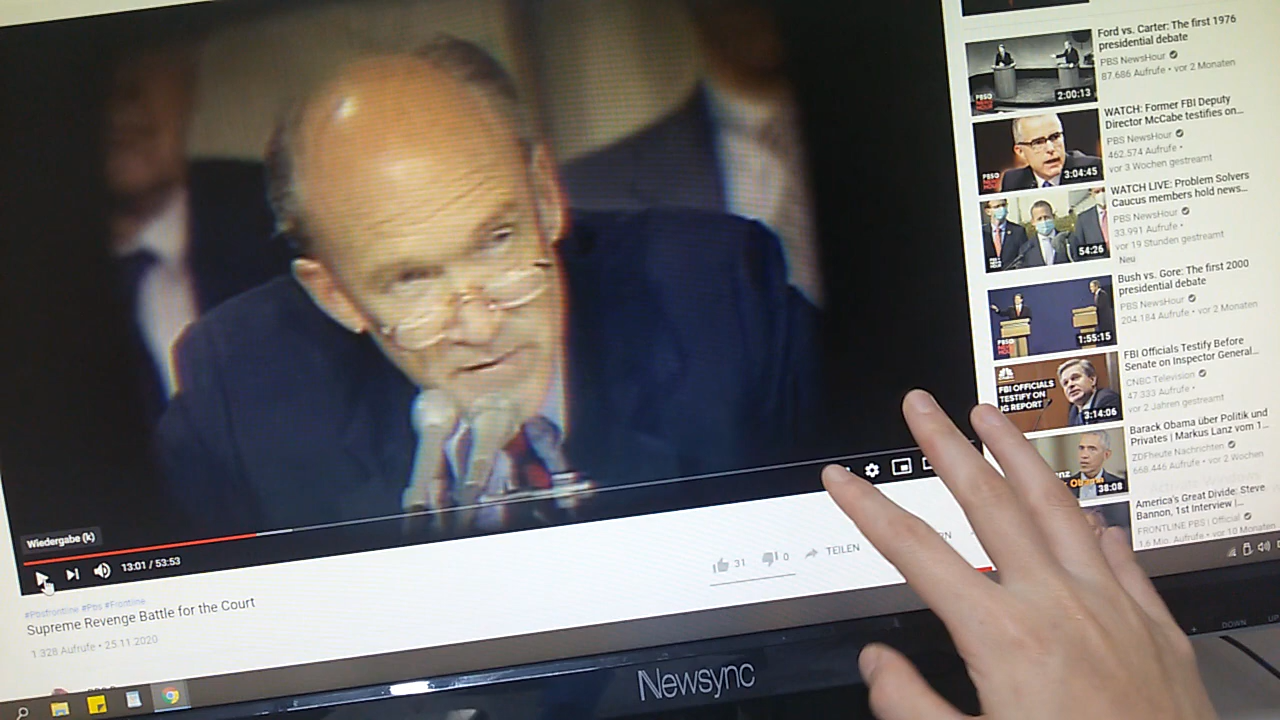 Ford vs. Carter: The first 1976
presidential debate
PBS NewsHour
87.686 Aufrufe • vor 2 Monaten
2:00:13
WATCH: Former FBI Deputy
Director McCabe testifies on...
PBS NewsHour
462.574 Aufrufe •
vor 3 Wochen gestreamt
3:04:45
WATCH LIVE: Problem Solvers
Caucus members hold news...
PBS NewsHour
33.991 Aufrufe •
vor 19 Stunden gestreamt
Neu
54:26
Bush vs. Gore: The first 2000
presidential debate
PBS NewsHour
204.184 Aufrufe • vor 2 Monaten
1:55:15
FBI Officials Testify Before
Senate on Inspector General...
CNBC Television
47.333 Aufrufe •
vor 2 Jahren gestreamt
FBI OFFICIALS
TESTIFY ON
IG REPORT
3:14:06
Barack Obama über Politik und
Privates | Markus Lanz vom 1...
ZDFheute Nachrichten
668.446 Aufrufe • vor 2 Wochen
38:08
America's Great Divide: Steve
Bannon, 1st Interview |...
FRONTLINE PBS | Official
1,6 Mio. Aufrufe • vor 10 Monaten
Wiedergabe (k)
13:01 / 53:53
31
0
TEILEN
#Pbsfrontline #Pbs #Frontline
Supreme Revenge Battle for the Court
1.328 Aufrufe • 25.11.2020
Newsync
DOWN